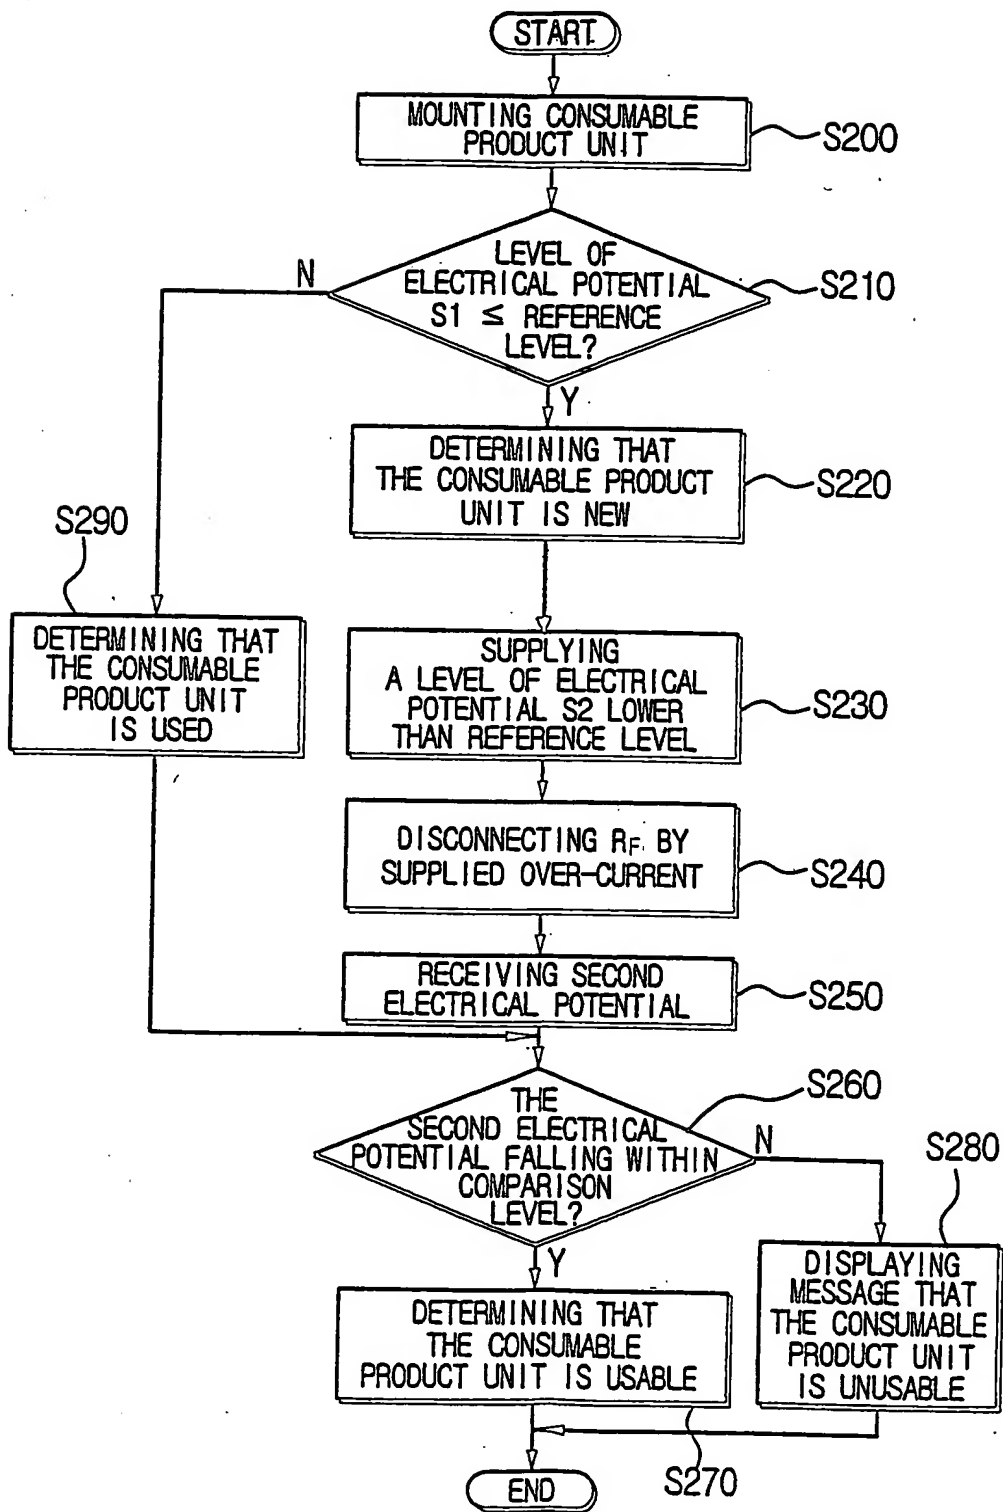 START
MOUNTING CONSUMABLE
PRODUCT UNIT
S200
LEVEL OF
ELECTRICAL POTENTIAL
S1 ≤ REFERENCE
LEVEL?
S210
N
Y
DETERMINING THAT
THE CONSUMABLE PRODUCT
UNIT IS NEW
S220
S290
DETERMINING THAT
THE CONSUMABLE
PRODUCT UNIT
IS USED
SUPPLYING
A LEVEL OF ELECTRICAL
POTENTIAL S2 LOWER
THAN REFERENCE LEVEL
S230
DISCONNECTING RF BY
SUPPLIED OVER-CURRENT
S240
RECEIVING SECOND
ELECTRICAL POTENTIAL
S250
THE
SECOND ELECTRICAL
POTENTIAL FALLING WITHIN
COMPARISON
LEVEL?
S260
N
Y
S280
DISPLAYING
MESSAGE THAT
THE CONSUMABLE
PRODUCT UNIT
IS UNUSABLE
DETERMINING THAT
THE CONSUMABLE
PRODUCT UNIT IS USABLE
S270
END